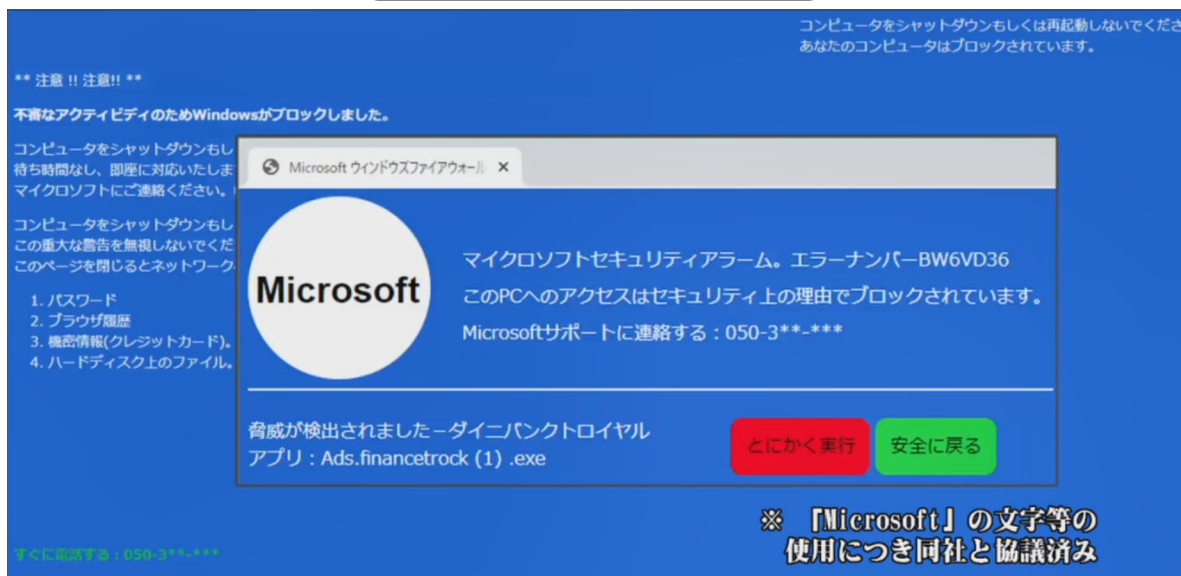 コンピュータをシャットダウンもしくは再起動しないでくださ
あなたのコンピュータはブロックされています。
** 注意 !! 注意!! **
不審なアクティビディのためWindowsがブロックしました。
コンピュータをシャットダウンもし
待ち時間なし、即座に対応いたしま
マイクロソフトにご連絡ください。
コンピュータをシャットダウンもし
この重大な警告を無視しないでくだ
このページを閉じるとネットワーク
1. パスワード
2. ブラウザ履歴
3. 機密情報(クレジットカード)。
4. ハードディスク上のファイル。
Microsoft ウィンドウズファイアウォール
Microsoft
マイクロソフトセキュリティアラーム。エラーナンバーBW6VD36
このPCへのアクセスはセキュリティ上の理由でブロックされています。
Microsoftサポートに連絡する：050-3**-***
脅威が検出されました－ダイニバンクトロイヤル
アプリ：Ads.financetrock (1) .exe
とにかく実行
安全に戻る
すぐに電話する：050-3**-***
※ 『Microsoft』の文字等の
使用につき同社と協議済み